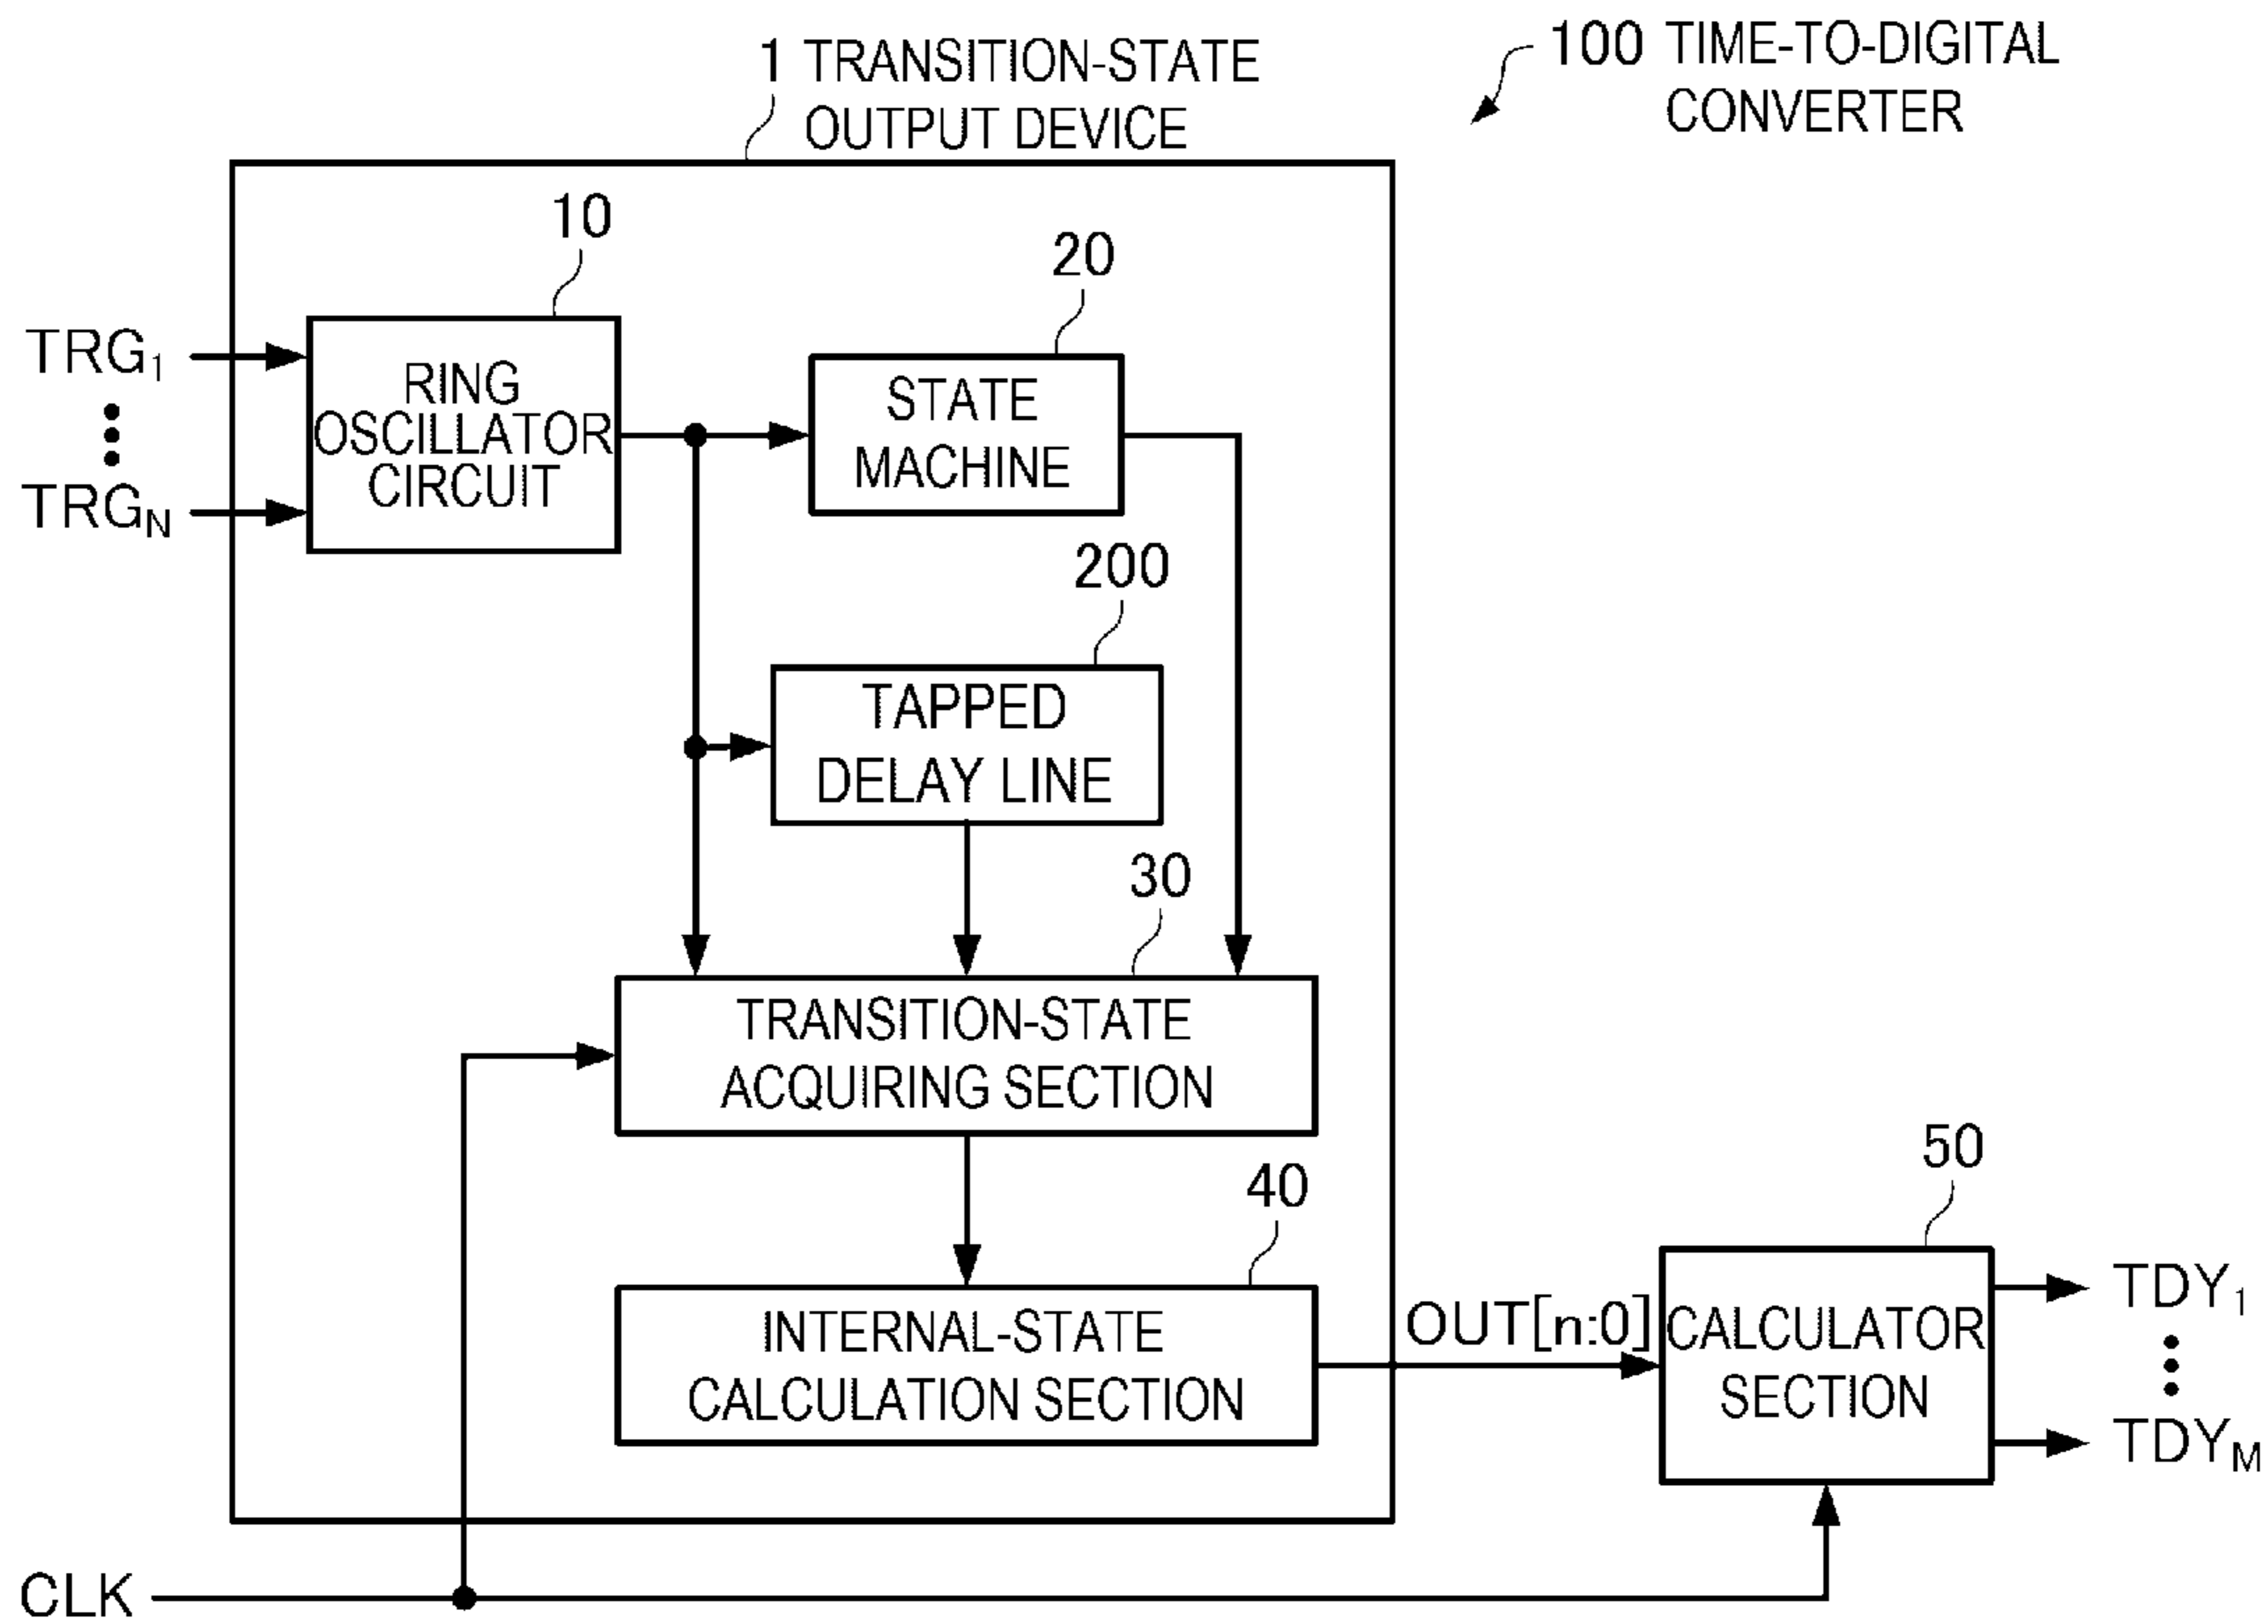 1 TRANSITION-STATE
OUTPUT DEVICE
100 TIME-TO-DIGITAL
CONVERTER
10
20
TRG1
TRGN
RING
OSCILLATOR
CIRCUIT
STATE
MACHINE
200
TAPPED
DELAY LINE
30
TRANSITION-STATE
ACQUIRING SECTION
40
INTERNAL-STATE
CALCULATION SECTION
OUT[n:0]
50
CALCULATOR
SECTION
TDY1
TDYM
CLK